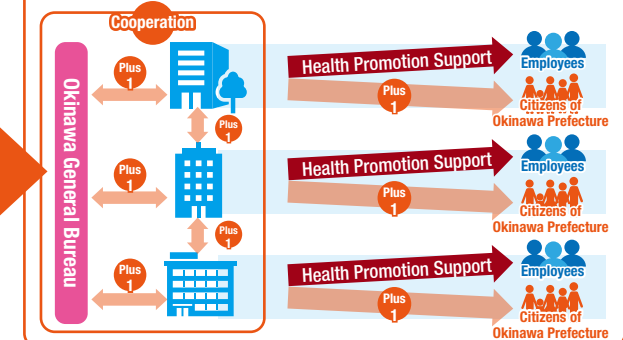 Cooperation
Okinawa General Bureau
Plus
1
Health Promotion Support
Employees
Plus
1
Citizens of
Okinawa Prefecture
Plus
1
Plus
1
Health Promotion Support
Employees
Plus
1
Citizens of
Okinawa Prefecture
Plus
1
Plus
1
Health Promotion Support
Employees
Plus
1
Citizens of
Okinawa Prefecture